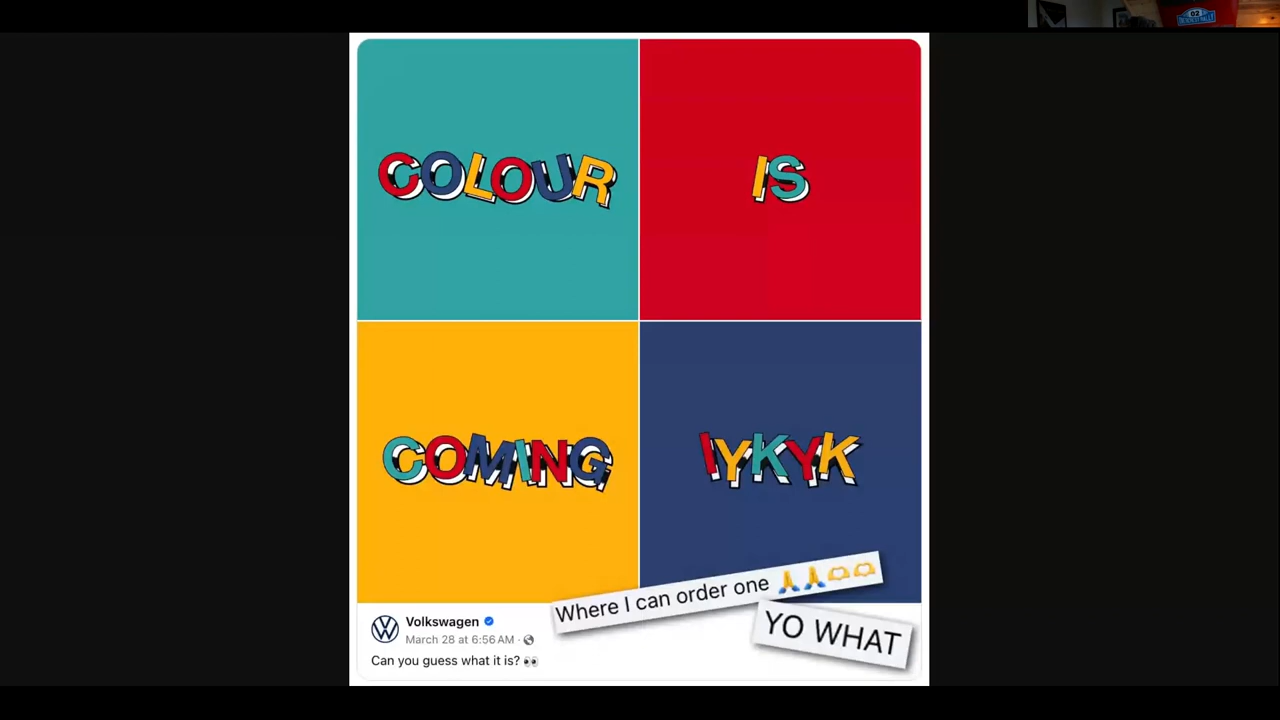 COLOUR
IS
COMING
IYKYK
Where I can order one 🙏🙏🫶🫶
YO WHAT
Volkswagen
March 28 at 6:56 AM ·
Can you guess what it is? 👀
02